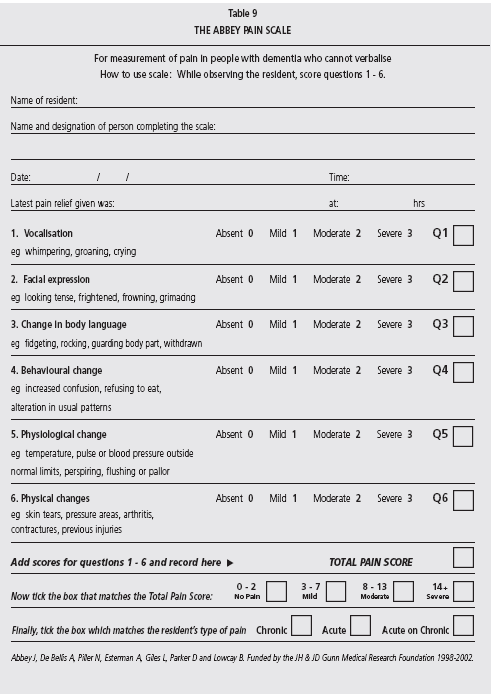 Table 9
THE ABBEY PAIN SCALE
For measurement of pain in people with dementia who cannot verbalise
How to use scale: While observing the resident, score questions 1 - 6.
Name of resident:
Name and designation of person completing the scale:
Date: / / Time:
Latest pain relief given was: at: hrs
1. Vocalisation Absent 0 Mild 1 Moderate 2 Severe 3 Q1
eg whimpering, groaning, crying
2. Facial expression Absent 0 Mild 1 Moderate 2 Severe 3 Q2
eg looking tense, frightened, frowning, grimacing
3. Change in body language Absent 0 Mild 1 Moderate 2 Severe 3 Q3
eg fidgeting, rocking, guarding body part, withdrawn
4. Behavioural change Absent 0 Mild 1 Moderate 2 Severe 3 Q4
eg increased confusion, refusing to eat,
alteration in usual patterns
5. Physiological change Absent 0 Mild 1 Moderate 2 Severe 3 Q5
eg temperature, pulse or blood pressure outside
normal limits, perspiring, flushing or pallor
6. Physical changes Absent 0 Mild 1 Moderate 2 Severe 3 Q6
eg skin tears, pressure areas, arthritis,
contractures, previous injuries
Add scores for questions 1 - 6 and record here ▶ TOTAL PAIN SCORE
Now tick the box that matches the Total Pain Score: 0 - 2 No Pain 3 - 7 Mild 8 - 13 Moderate 14+ Severe
Finally, tick the box which matches the resident's type of pain Chronic Acute Acute on Chronic
Abbey J, De Bellis A, Piller N, Esterman A, Giles L, Parker D and Lowcay B. Funded by the JH & JD Gunn Medical Research Foundation 1998-2002.